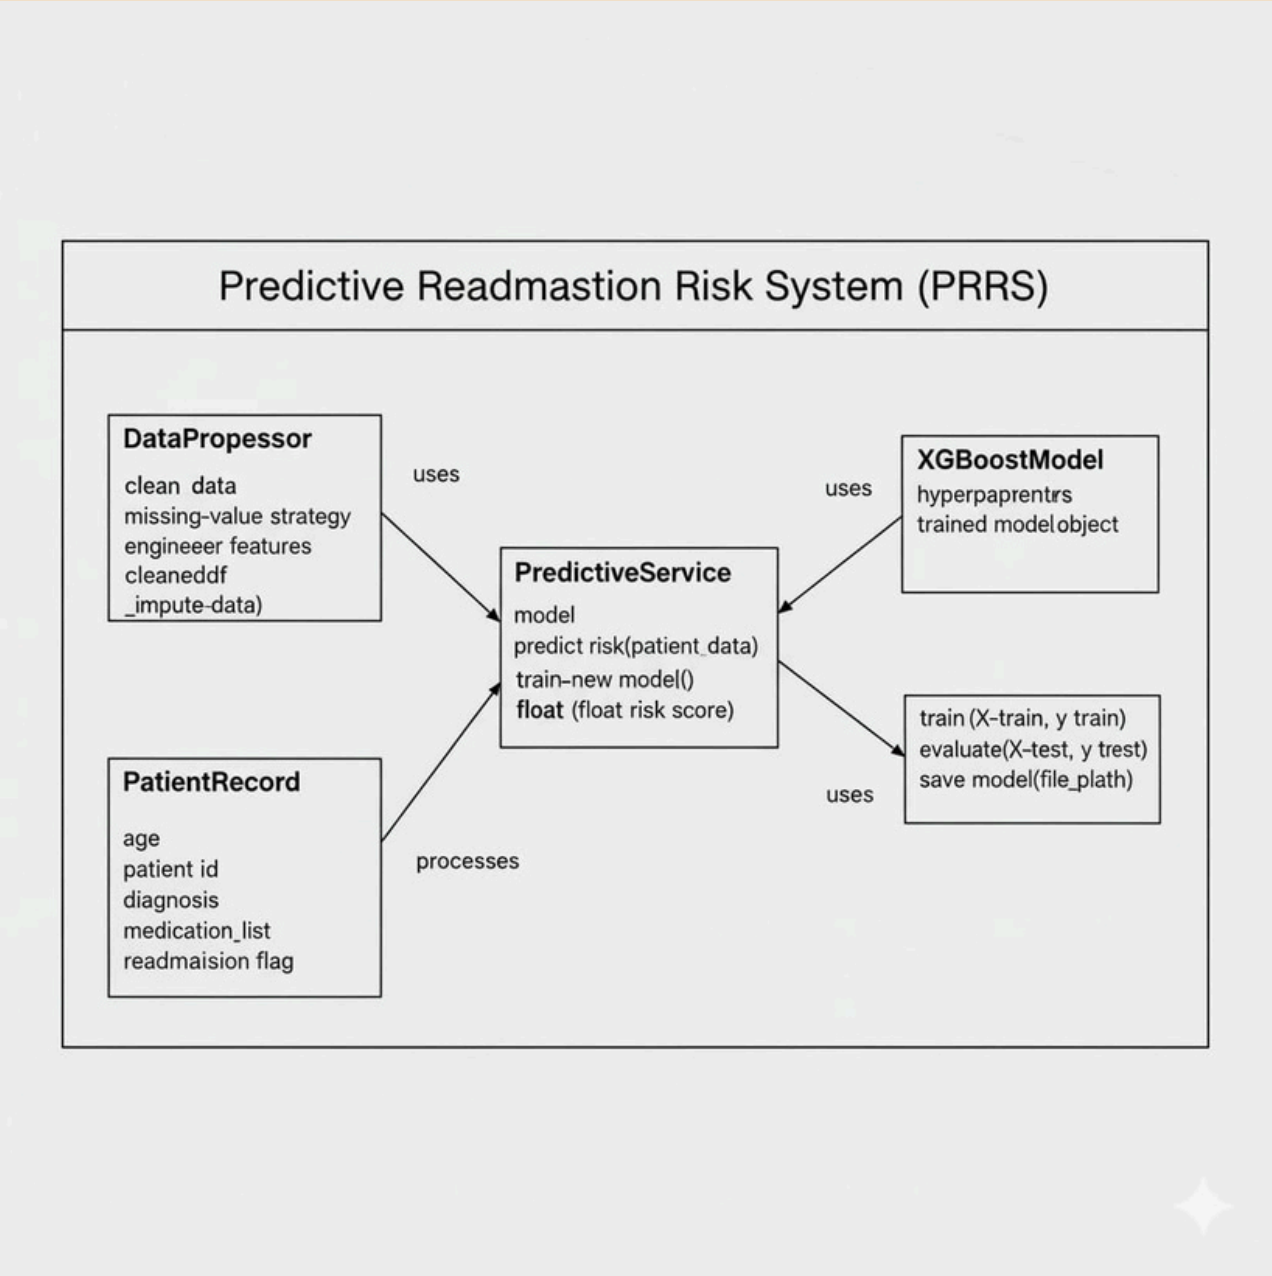 Predictive Readmastion Risk System (PRRS)
DataPropessor
clean data
missing-value strategy
engineeer features
cleaneddf
_impute-data)
uses
uses
XGBoostModel
hyperpaprentrs
trained model object
PredictiveService
model
predict risk(patient_data)
train-new model()
float (float risk score)
PatientRecord
age
patient id
diagnosis
medication_list
readmaision flag
processes
uses
train (X-train, y train)
evaluate(X-test, y trest)
save model(file_plath)